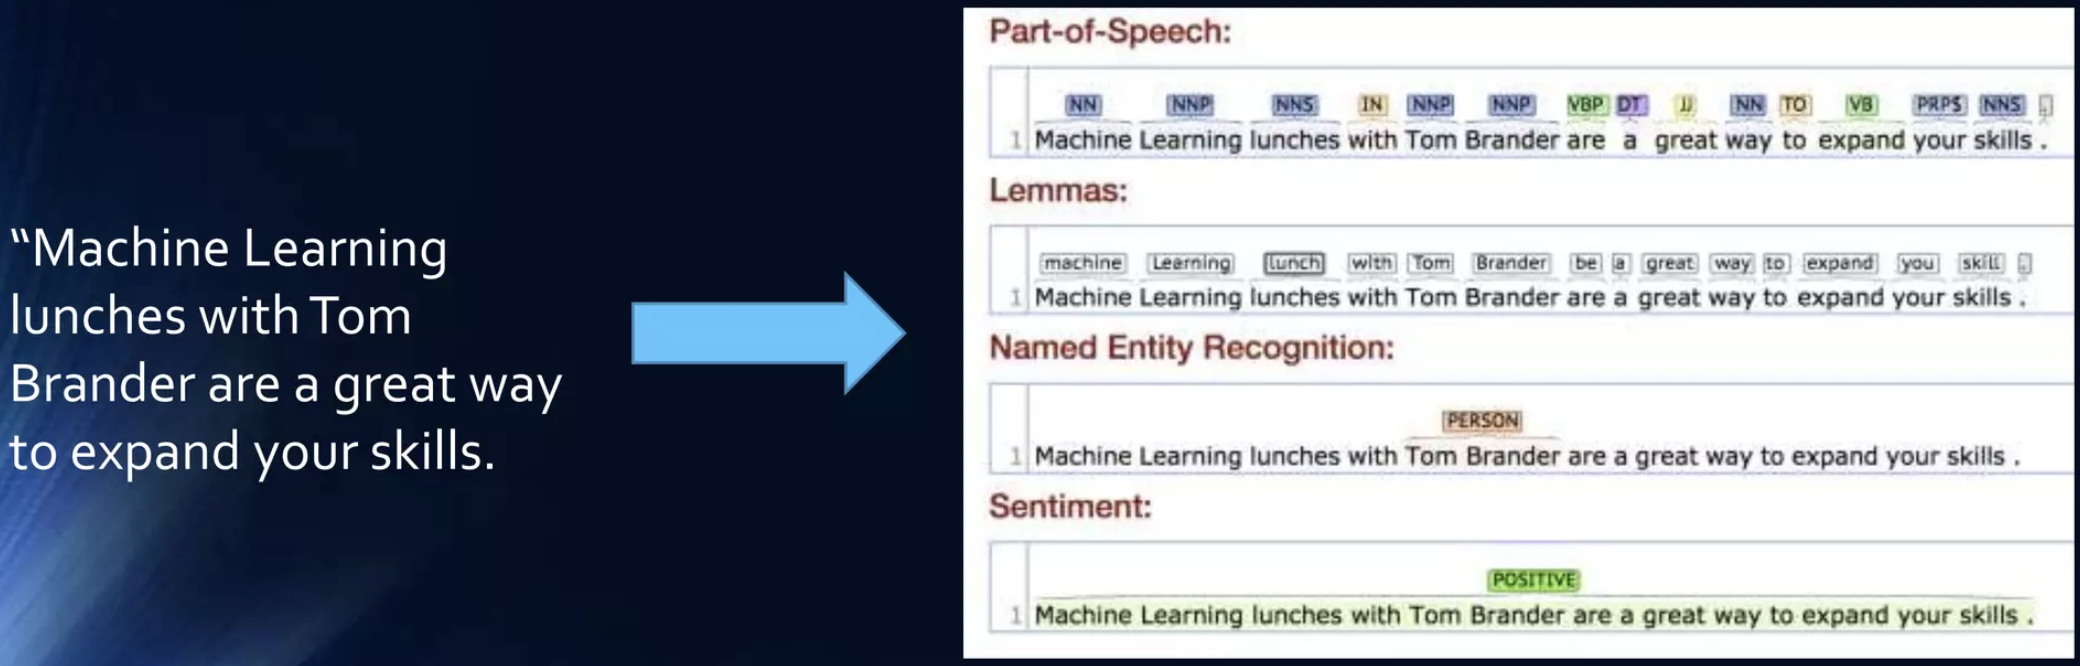 “Machine Learning
lunches with Tom
Brander are a great way
to expand your skills.
Part-of-Speech:
NN NNP NNS IN NNP NNP VBP DT JJ NN TO VB PRP$ NNS .
1 Machine Learning lunches with Tom Brander are a great way to expand your skills .
Lemmas:
machine Learning lunch with Tom Brander be a great way to expand you skill .
1 Machine Learning lunches with Tom Brander are a great way to expand your skills .
Named Entity Recognition:
PERSON
1 Machine Learning lunches with Tom Brander are a great way to expand your skills .
Sentiment:
POSITIVE
1 Machine Learning lunches with Tom Brander are a great way to expand your skills .